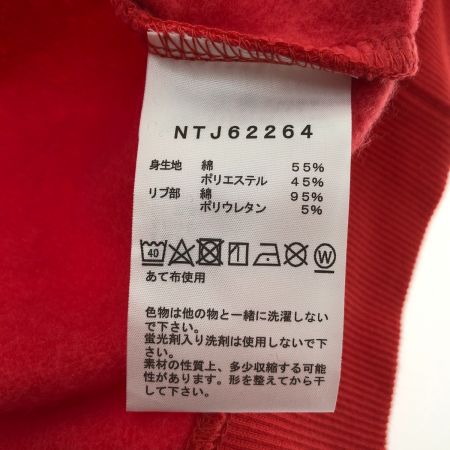 NTJ62264
身生地 綿 55%
ポリエステル 45%
リブ部 綿 95%
ポリウレタン 5%
40 W
あて布使用
色物は他の物と一緒に洗濯しない
で下さい。
蛍光剤入り洗剤は使用しないで下
さい。
素材の性質上、多少収縮する可能
性があります。形を整えてから干
して下さい。